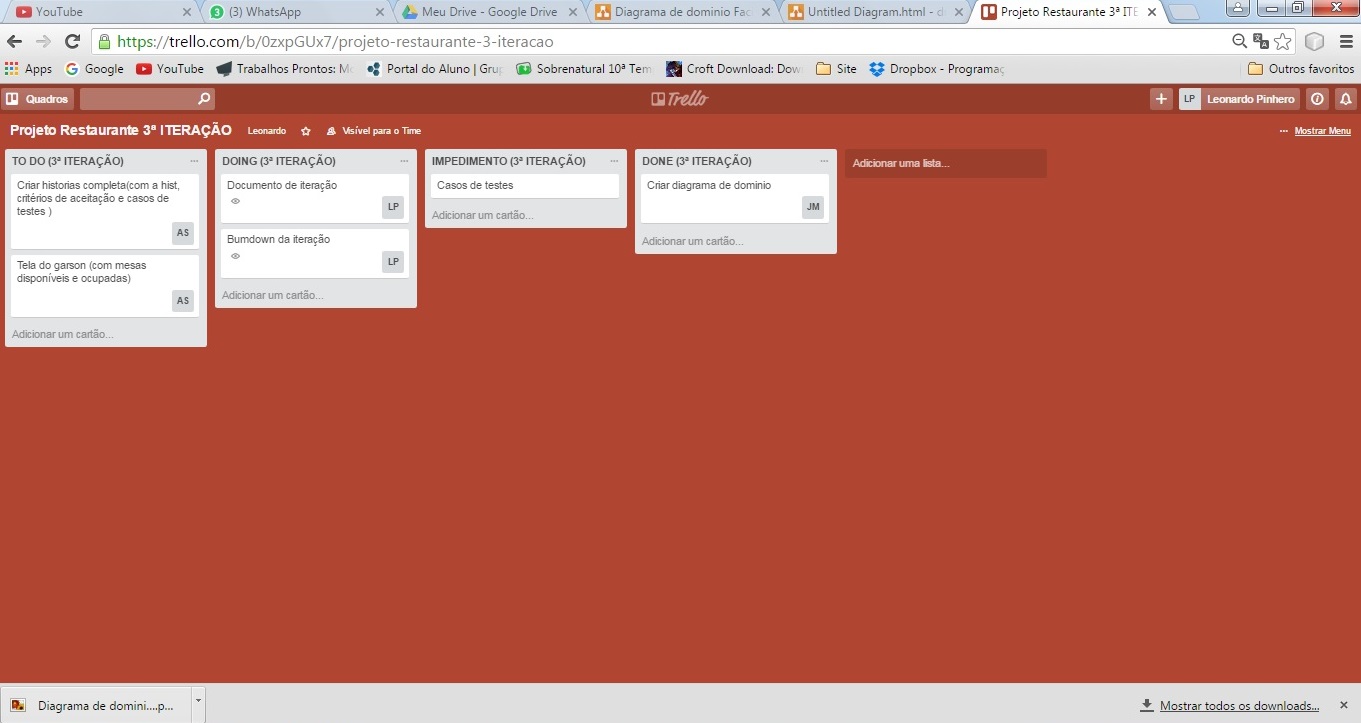 YouTube
(3) WhatsApp
Meu Drive - Google Drive
Diagrama de dominio Fac
Untitled Diagram.html - d
Projeto Restaurante 3ª ITE
https://trello.com/b/0zxpGUx7/projeto-restaurante-3-iteracao
Apps
Google
YouTube
Trabalhos Prontos: Mo
Portal do Aluno | Grup
Sobrenatural 10ª Tem
Croft Download: Dow
Site
Dropbox - Programaç
Outros favoritos
Quadros
Trello
LP
Leonardo Pinhero
Projeto Restaurante 3ª ITERAÇÃO
Leonardo
Visível para o Time
... Mostrar Menu
TO DO (3ª ITERAÇÃO)
Criar historias completa(com a hist,
critérios de aceitação e casos de
testes )
AS
Tela do garson (com mesas
disponíveis e ocupadas)
AS
Adicionar um cartão...
DOING (3ª ITERAÇÃO)
Documento de iteração
LP
Burndown da iteração
LP
Adicionar um cartão...
IMPEDIMENTO (3ª ITERAÇÃO)
Casos de testes
Adicionar um cartão...
DONE (3ª ITERAÇÃO)
Criar diagrama de dominio
JM
Adicionar um cartão...
Adicionar uma lista...
Diagrama de domini....p...
Mostrar todos os downloads...